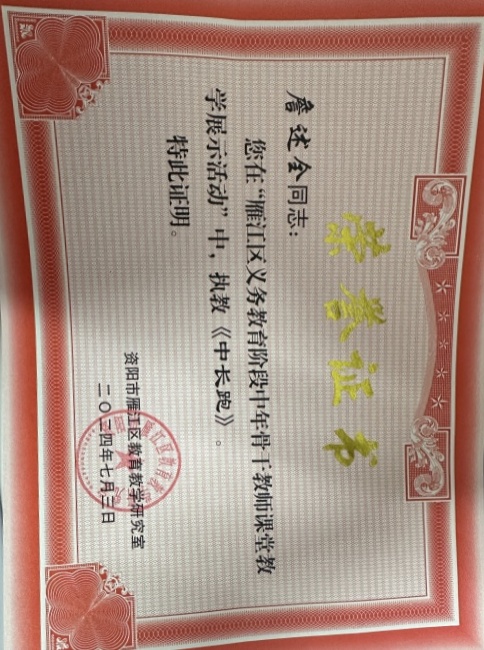 荣誉证书
詹述全同志：
您在“雁江区义务教育阶段中年骨干教师课堂教
学展示活动”中，执教《中长跑》。
特此证明。
资阳市雁江区教育教学研究室
二〇二四年七月三日